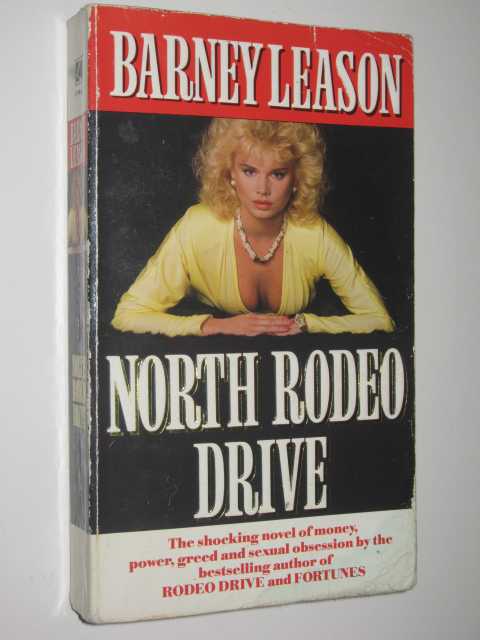 BARNEY LEASON
NORTH RODEO
DRIVE
The shocking novel of money,
power, greed and sexual obsession by the
bestselling author of
RODEO DRIVE and FORTUNES